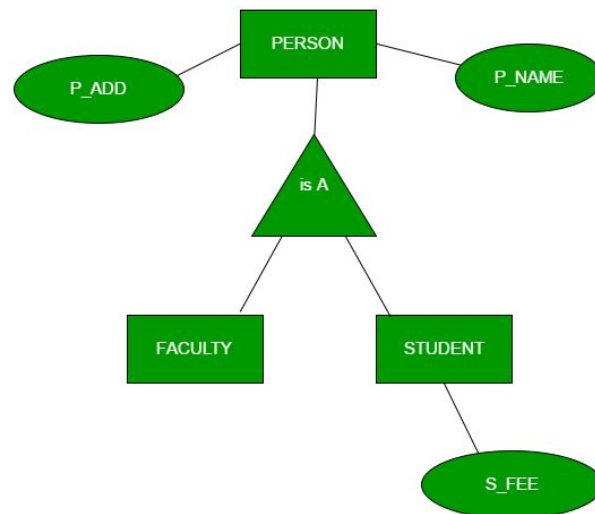 PERSON
P_ADD
P_NAME
is A
FACULTY
STUDENT
S_FEE